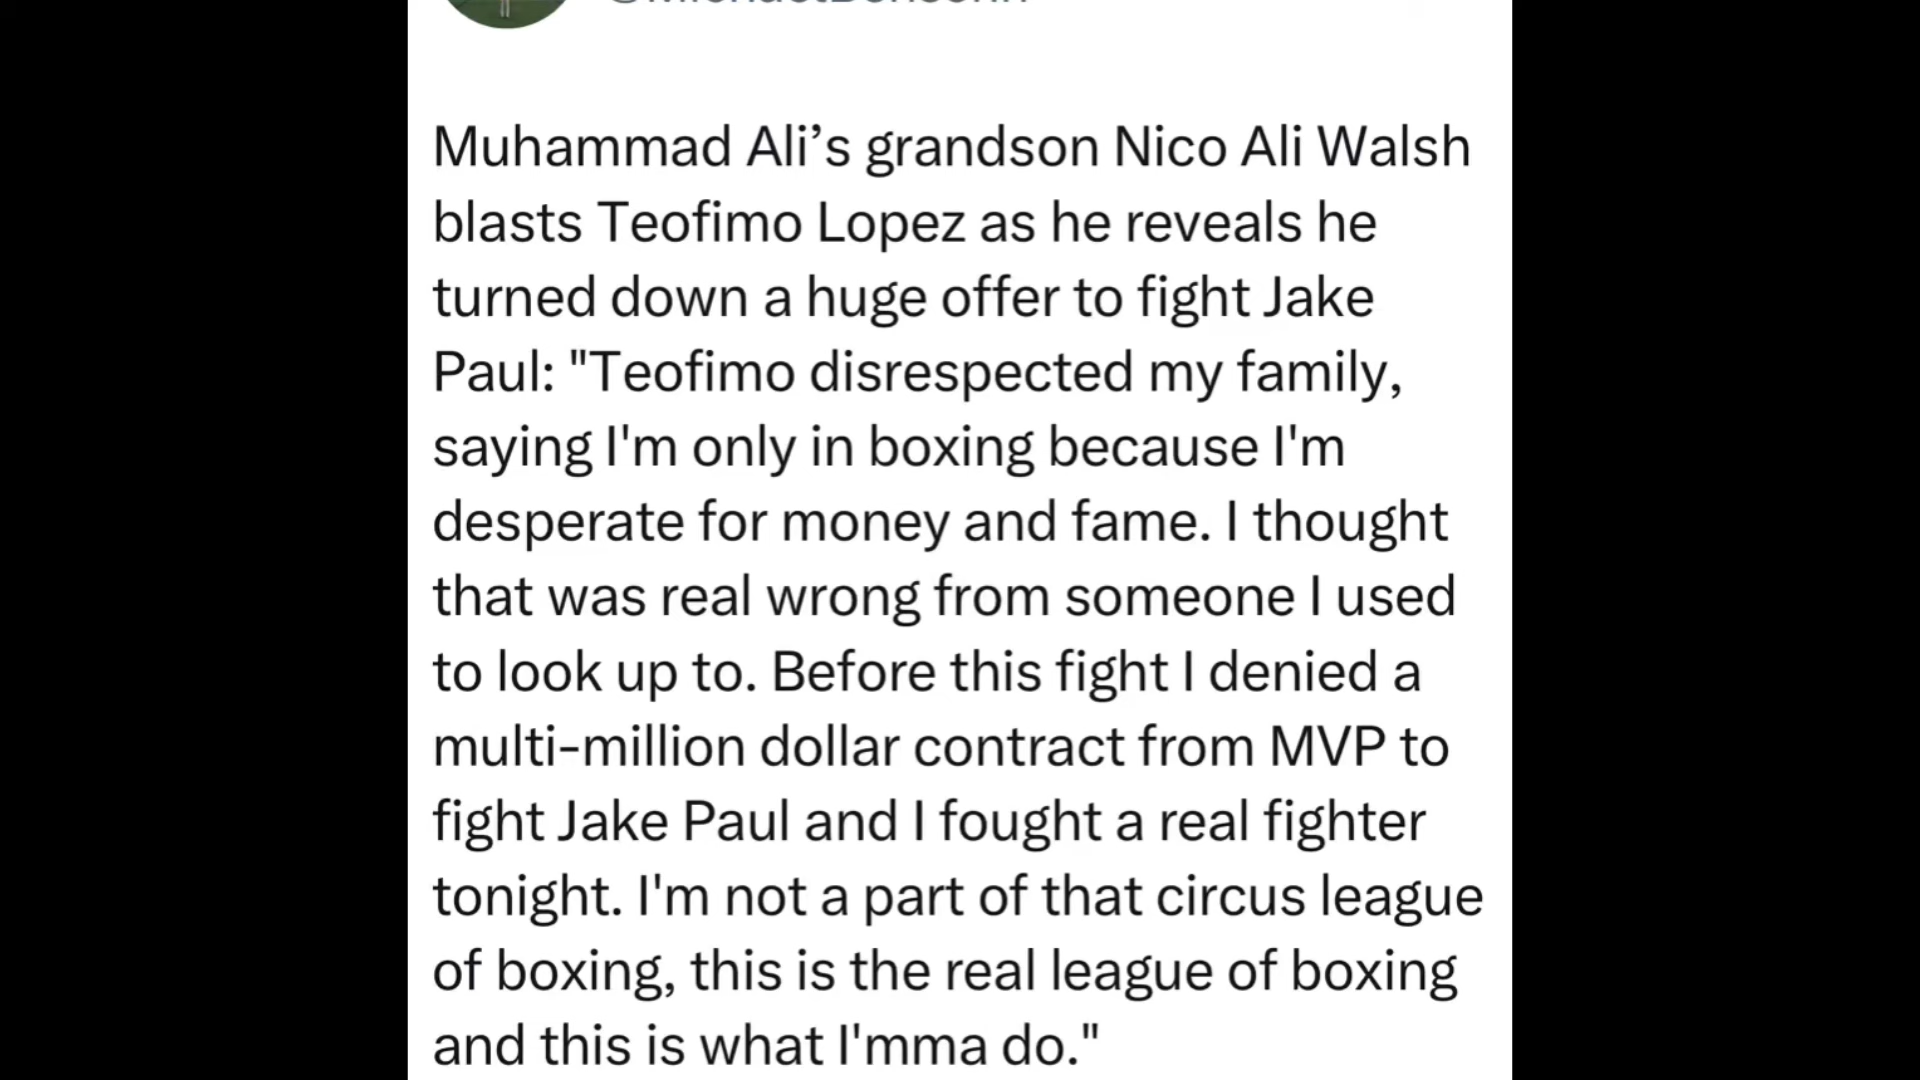 Muhammad Ali’s grandson Nico Ali Walsh
blasts Teofimo Lopez as he reveals he
turned down a huge offer to fight Jake
Paul: "Teofimo disrespected my family,
saying I'm only in boxing because I'm
desperate for money and fame. I thought
that was real wrong from someone I used
to look up to. Before this fight I denied a
multi-million dollar contract from MVP to
fight Jake Paul and I fought a real fighter
tonight. I'm not a part of that circus league
of boxing, this is the real league of boxing
and this is what I'mma do."